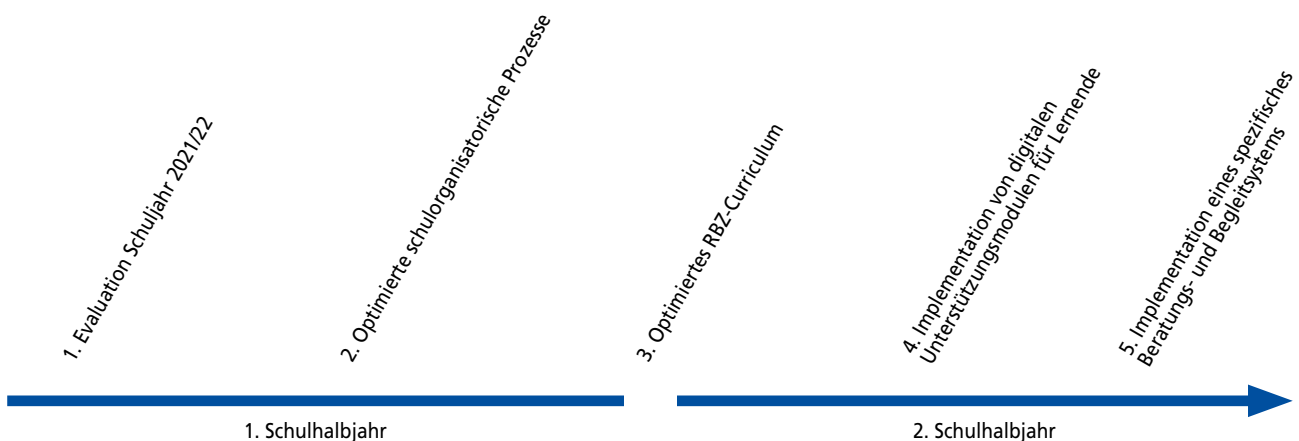 1. Evaluation Schuljahr 2021/22
2. Optimierte schulorganisatorische Prozesse
3. Optimiertes RBZ-Curriculum
4. Implementation von digitalen
Unterstützungsmodulen für Lernende
5. Implementation eines spezifisches
Beratungs- und Begleitsystems
1. Schulhalbjahr
2. Schulhalbjahr